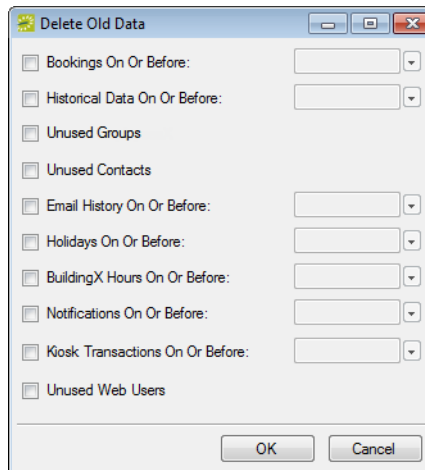 Delete Old Data
Bookings On Or Before:
Historical Data On Or Before:
Unused Groups
Unused Contacts
Email History On Or Before:
Holidays On Or Before:
BuildingX Hours On Or Before:
Notifications On Or Before:
Kiosk Transactions On Or Before:
Unused Web Users
OK Cancel